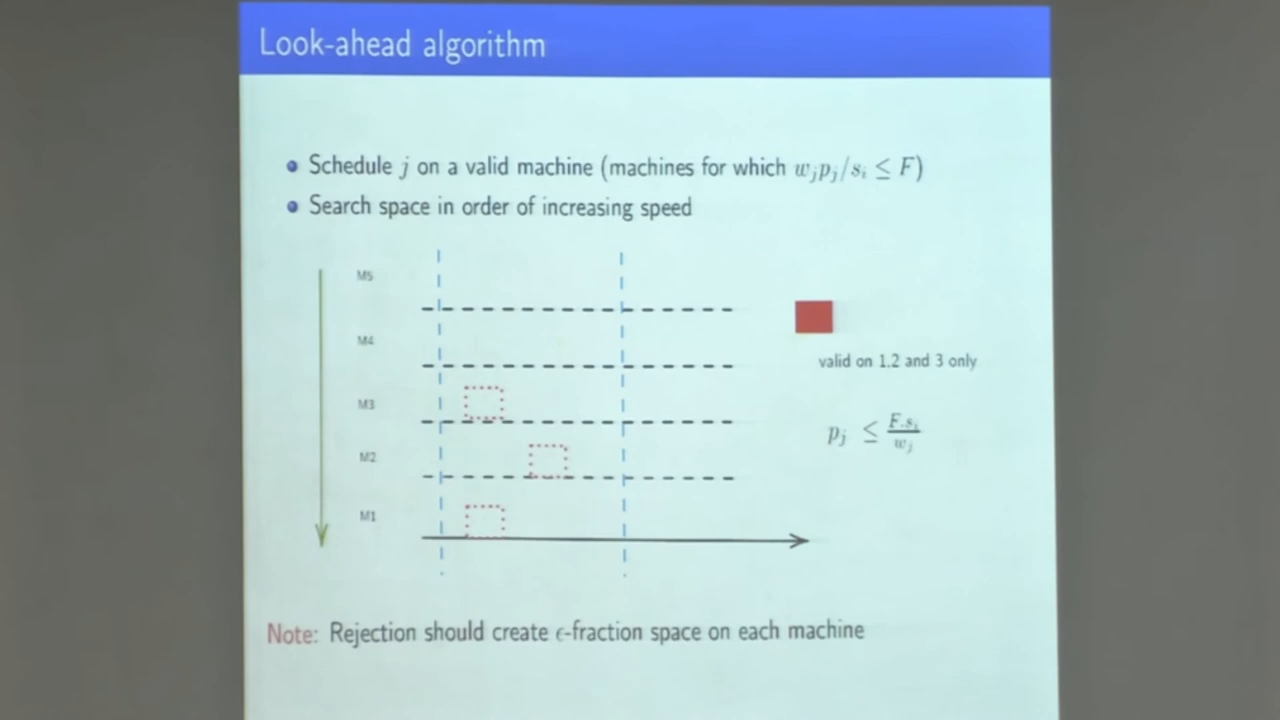 Look-ahead algorithm
Schedule j on a valid machine (machines for which w_j p_j / s_i ≤ F)
Search space in order of increasing speed
M5
M4
valid on 1.2 and 3 only
M3
p_j ≤ F.s_i / w_j
M2
M1
Note: Rejection should create ϵ-fraction space on each machine